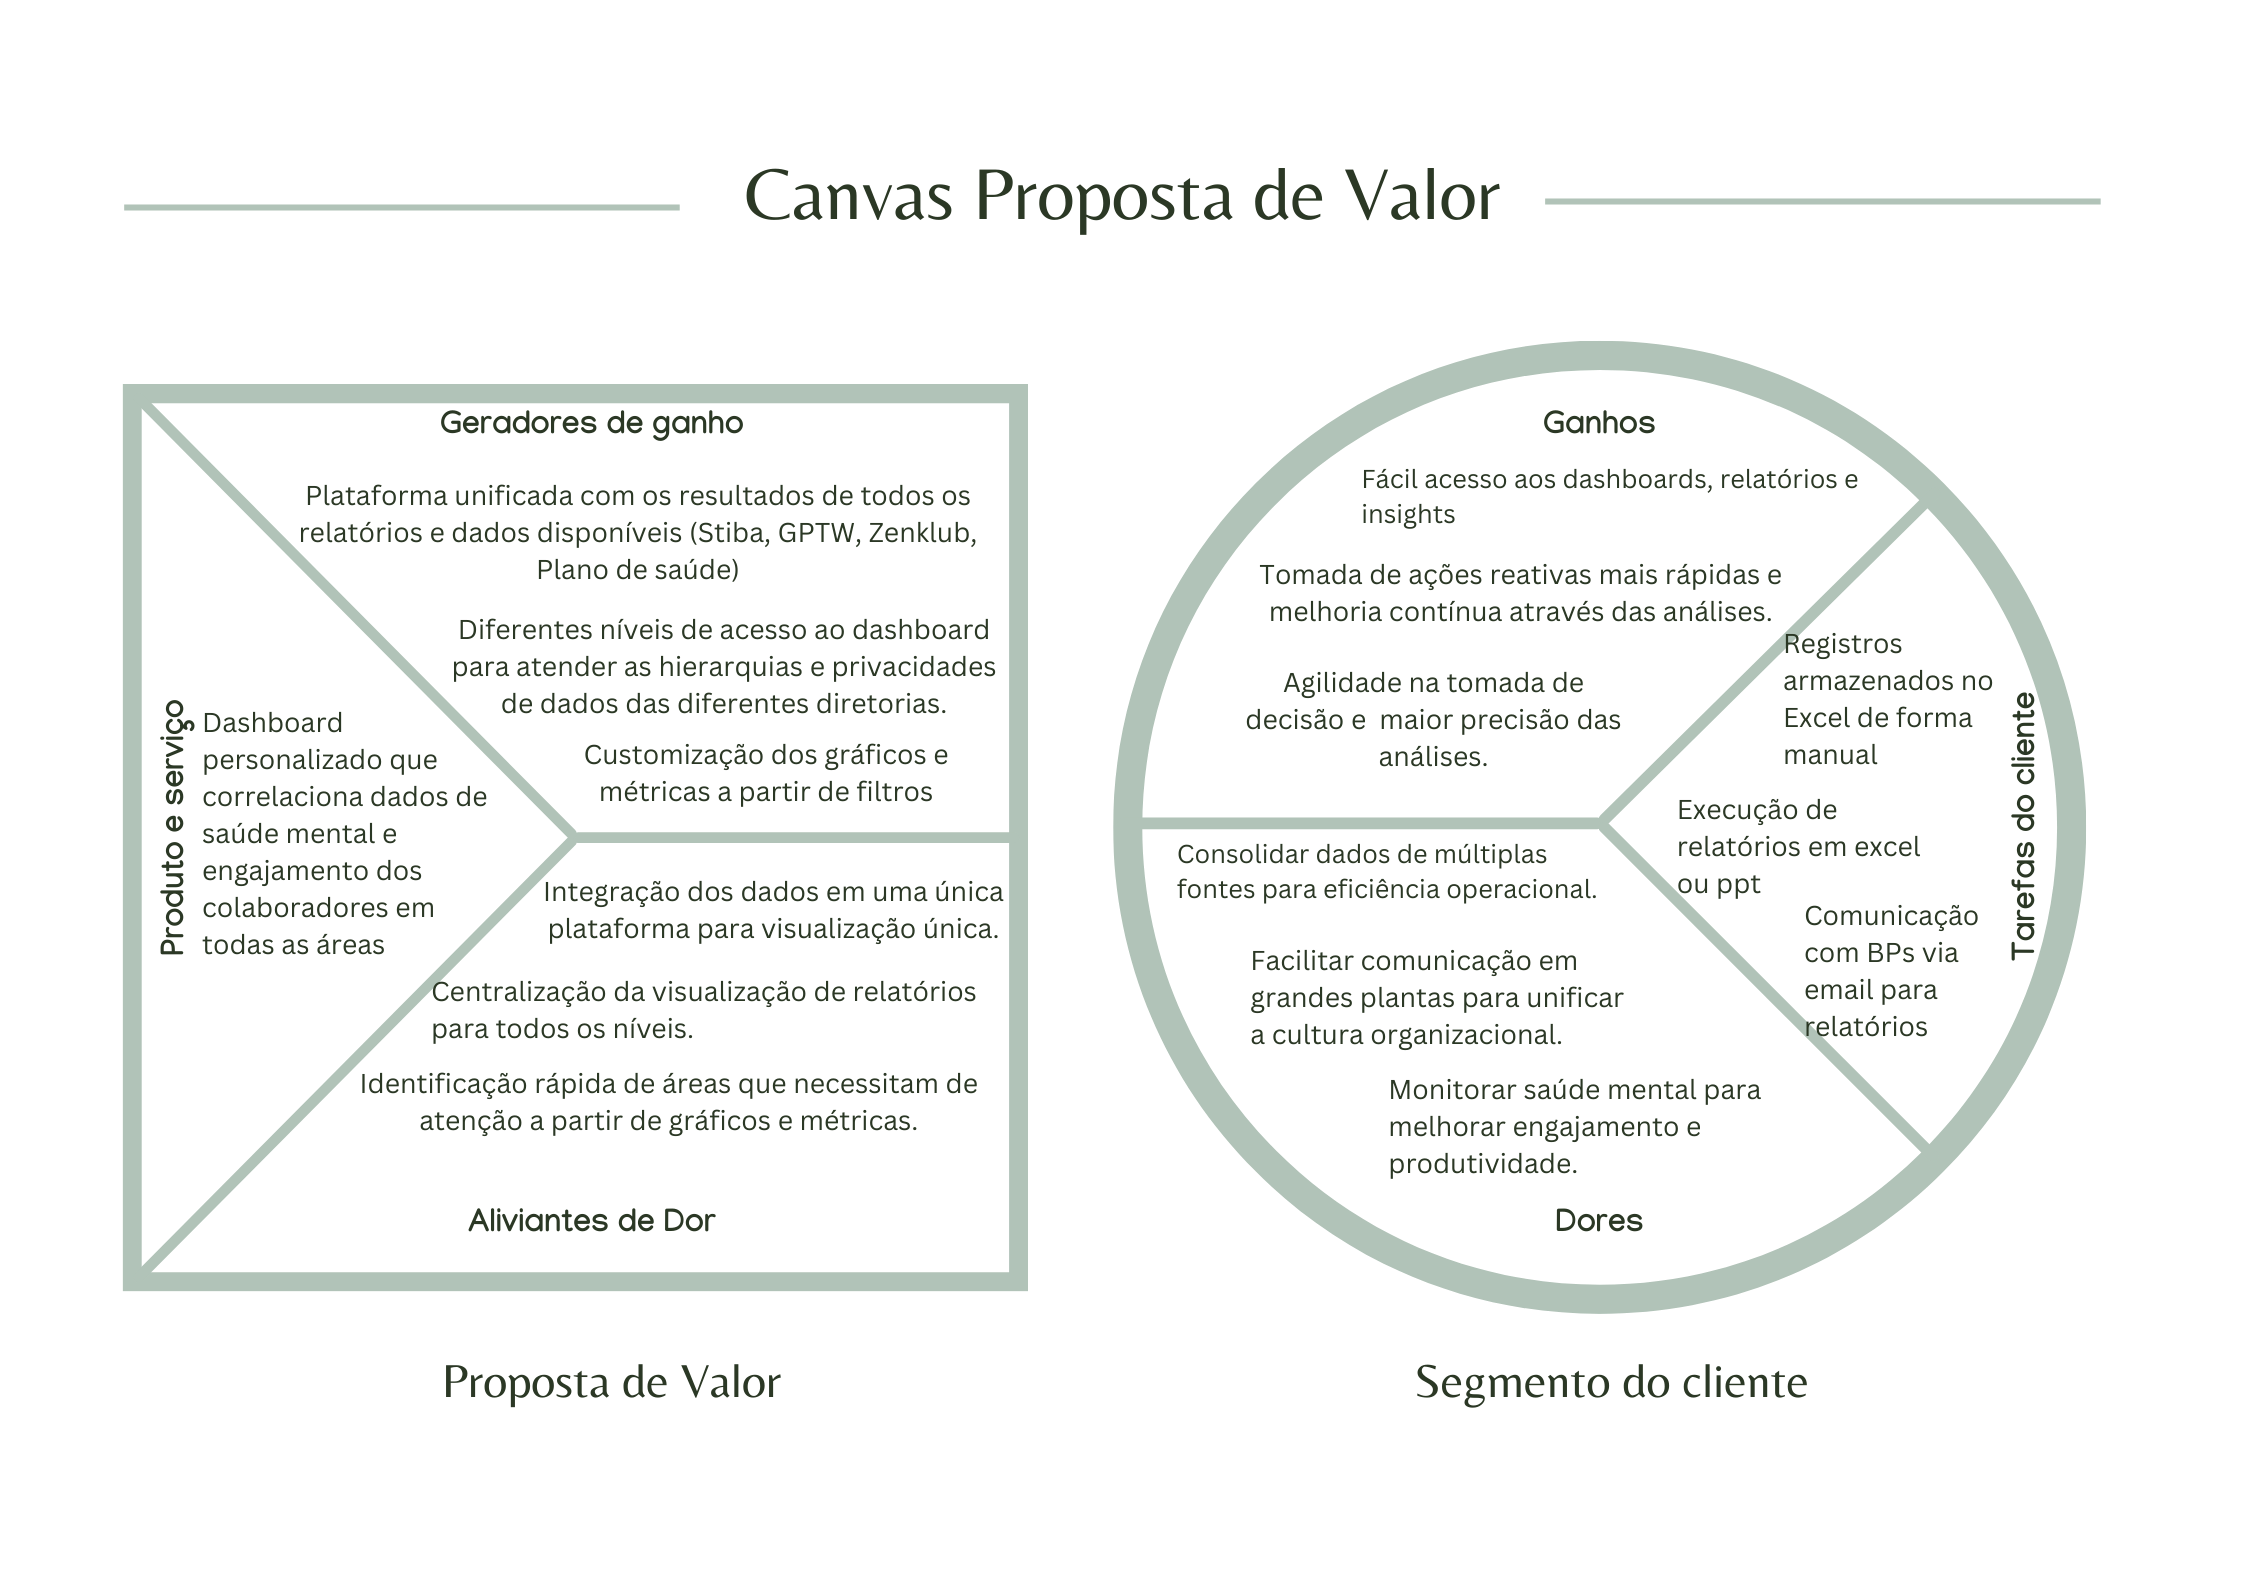 Canvas Proposta de Valor
Geradores de ganho
Plataforma unificada com os resultados de todos os
relatórios e dados disponíveis (Stiba, GPTW, Zenklub,
Plano de saúde)
Diferentes níveis de acesso ao dashboard
para atender as hierarquias e privacidades
de dados das diferentes diretorias.
Customização dos gráficos e
métricas a partir de filtros
Produto e serviço
Dashboard
personalizado que
correlaciona dados de
saúde mental e
engajamento dos
colaboradores em
todas as áreas
Integração dos dados em uma única
plataforma para visualização única.
Centralização da visualização de relatórios
para todos os níveis.
Identificação rápida de áreas que necessitam de
atenção a partir de gráficos e métricas.
Aliviantes de Dor
Proposta de Valor
Ganhos
Fácil acesso aos dashboards, relatórios e
insights
Tomada de ações reativas mais rápidas e
melhoria contínua através das análises.
Agilidade na tomada de
decisão e  maior precisão das
análises.
Registros
armazenados no
Excel de forma
manual
Execução de
relatórios em excel
ou ppt
Comunicação
com BPs via
email para
relatórios
Tarefas do cliente
Consolidar dados de múltiplas
fontes para eficiência operacional.
Facilitar comunicação em
grandes plantas para unificar
a cultura organizacional.
Monitorar saúde mental para
melhorar engajamento e
produtividade.
Dores
Segmento do cliente